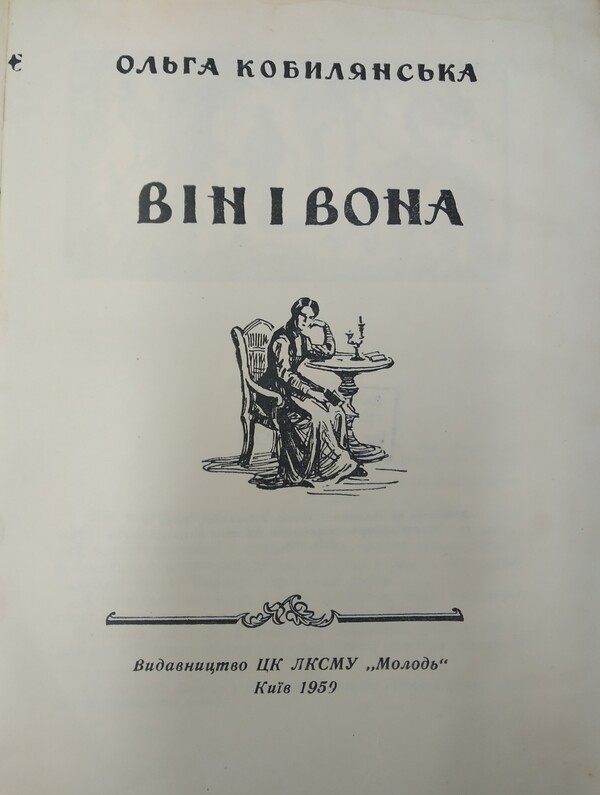 ОЛЬГА КОБИЛЯНСЬКА
ВІН І ВОНА
Видавництво ЦК ЛКСМУ „Молодь“
Київ 1959